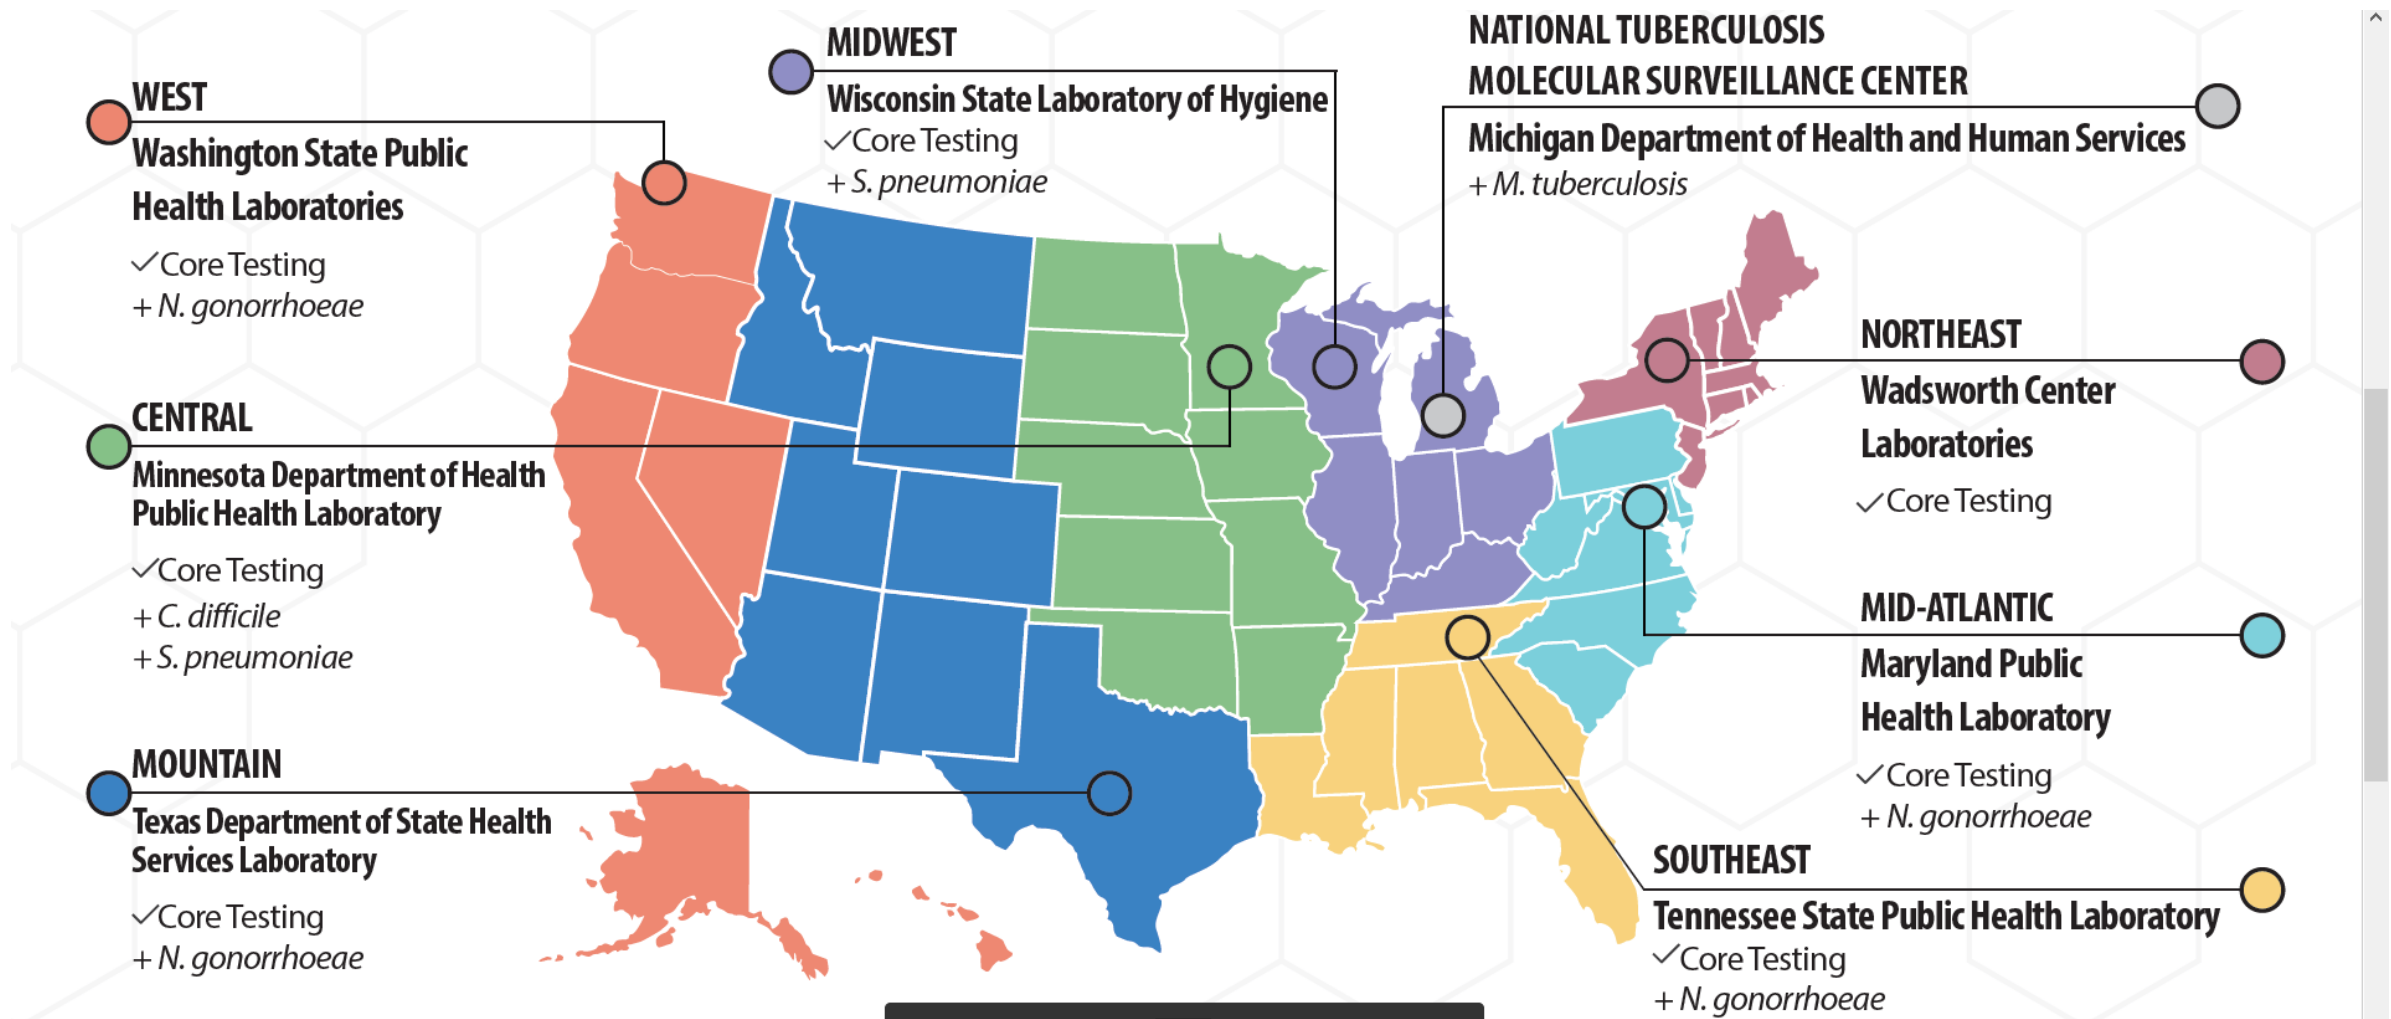 WEST
Washington State Public
Health Laboratories
✓Core Testing
+ N. gonorrhoeae
CENTRAL
Minnesota Department of Health
Public Health Laboratory
✓Core Testing
+ C. difficile
+ S. pneumoniae
MOUNTAIN
Texas Department of State Health
Services Laboratory
✓Core Testing
+ N. gonorrhoeae
MIDWEST
Wisconsin State Laboratory of Hygiene
✓Core Testing
+ S. pneumoniae
NATIONAL TUBERCULOSIS
MOLECULAR SURVEILLANCE CENTER
Michigan Department of Health and Human Services
+ M. tuberculosis
NORTHEAST
Wadsworth Center
Laboratories
✓Core Testing
MID-ATLANTIC
Maryland Public
Health Laboratory
✓Core Testing
+ N. gonorrhoeae
SOUTHEAST
Tennessee State Public Health Laboratory
✓Core Testing
+ N. gonorrhoeae